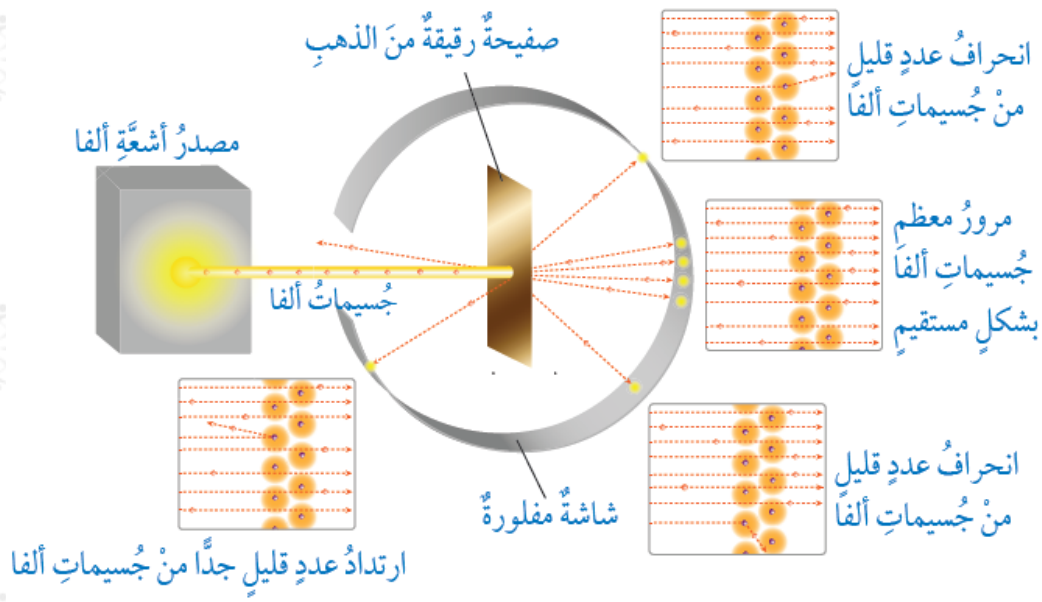 صفيحةٌ رقيقةٌ منَ الذهبِ
انحرافُ عددٍ قليلٍ
منْ جُسيماتِ ألفا
مصدرُ أشعَّةِ ألفا
مرورُ معظمِ
جُسيماتِ ألفا
بشكلٍ مستقيمٍ
جُسيماتُ ألفا
انحرافُ عددٍ قليلٍ
منْ جُسيماتِ ألفا
شاشةٌ مفلورةٌ
ارتدادُ عددٍ قليلٍ جدًّا منْ جُسيماتِ ألفا